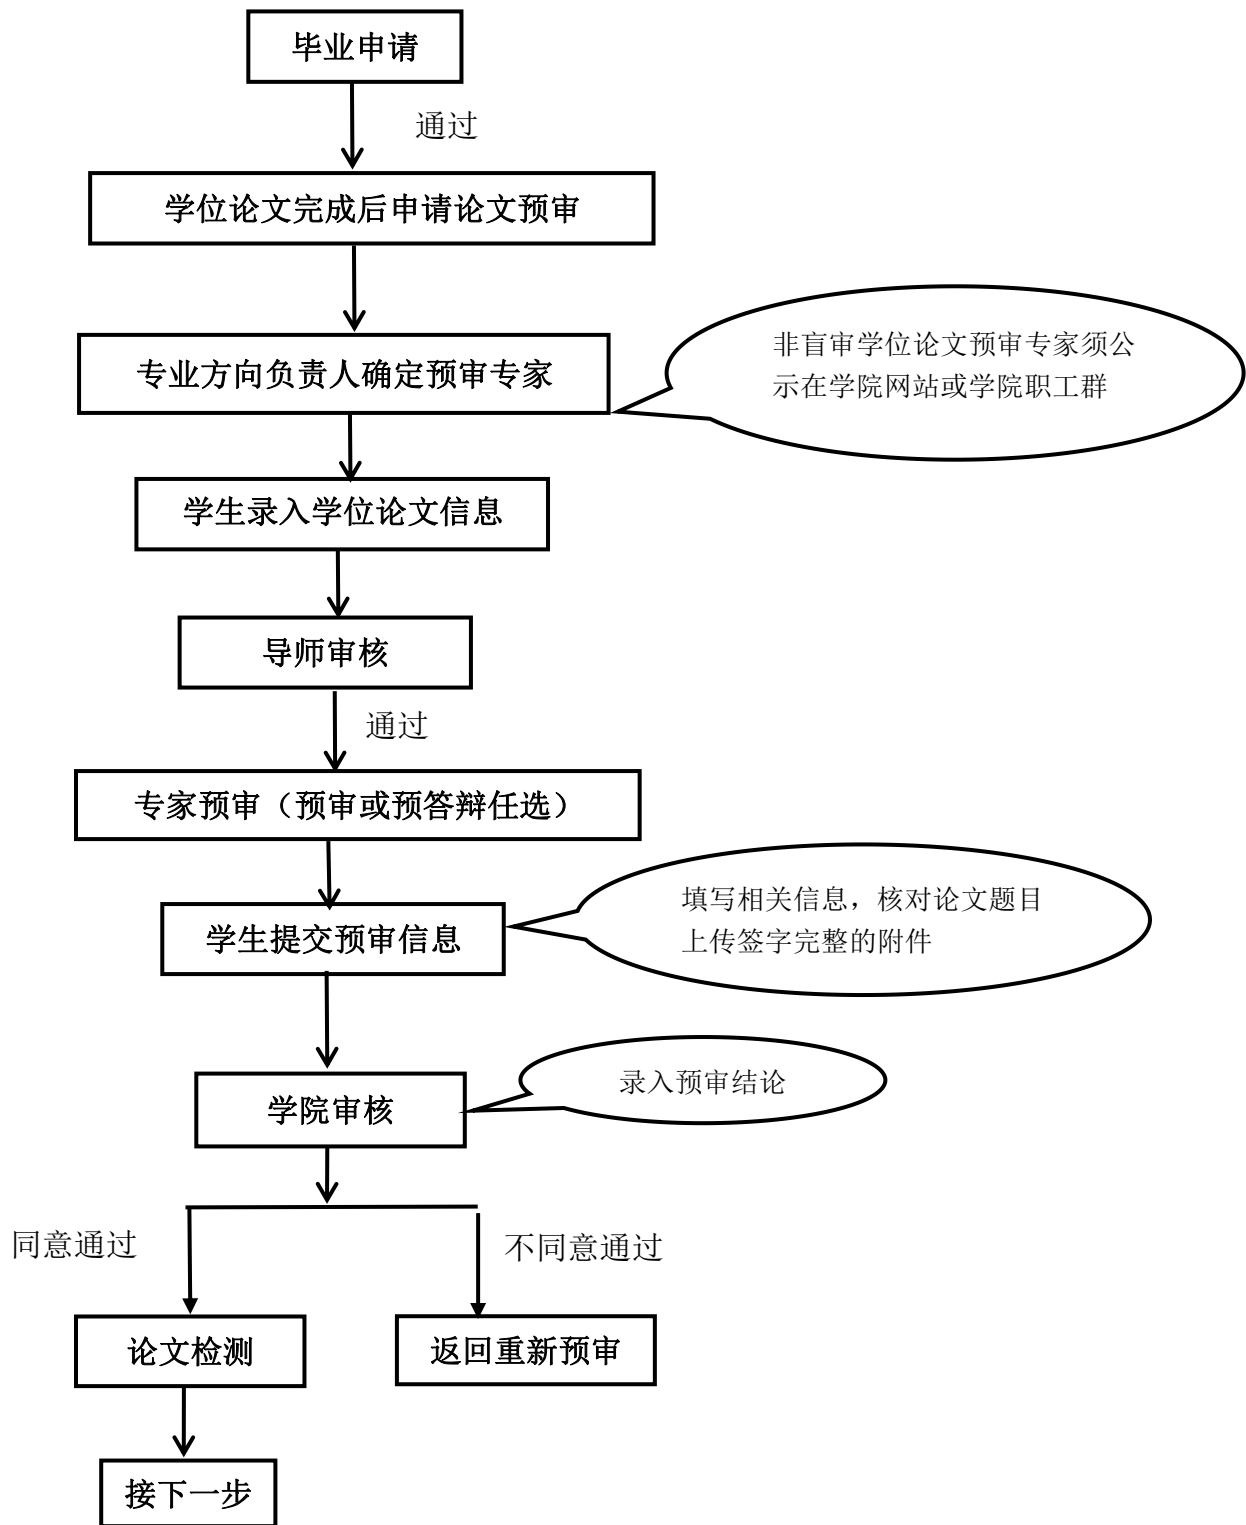 毕业申请
通过
学位论文完成后申请论文预审
专业方向负责人确定预审专家
非盲审学位论文预审专家须公
示在学院网站或学院职工群
学生录入学位论文信息
导师审核
通过
专家预审（预审或预答辩任选）
学生提交预审信息
填写相关信息，核对论文题目
上传签字完整的附件
学院审核
录入预审结论
同意通过
不同意通过
论文检测
返回重新预审
接下一步